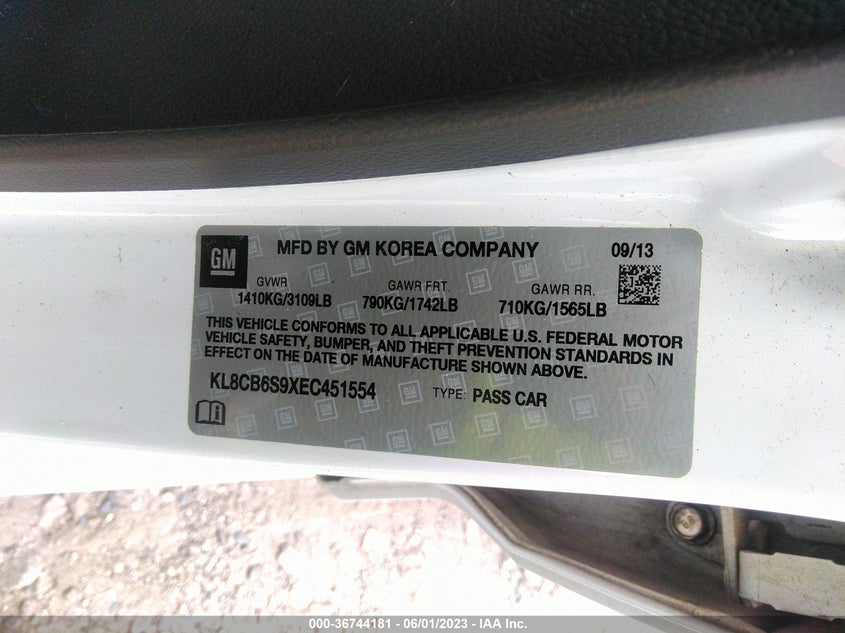 GM
MFD BY GM KOREA COMPANY 09/13
GVWR GAWR FRT. GAWR RR.
1410KG/3109LB 790KG/1742LB 710KG/1565LB
THIS VEHICLE CONFORMS TO ALL APPLICABLE U.S. FEDERAL MOTOR
VEHICLE SAFETY, BUMPER, AND THEFT PREVENTION STANDARDS IN
EFFECT ON THE DATE OF MANUFACTURE SHOWN ABOVE.
KL8CB6S9XEC451554 TYPE: PASS CAR
000-36744181 - 06/01/2023 - IAA Inc.